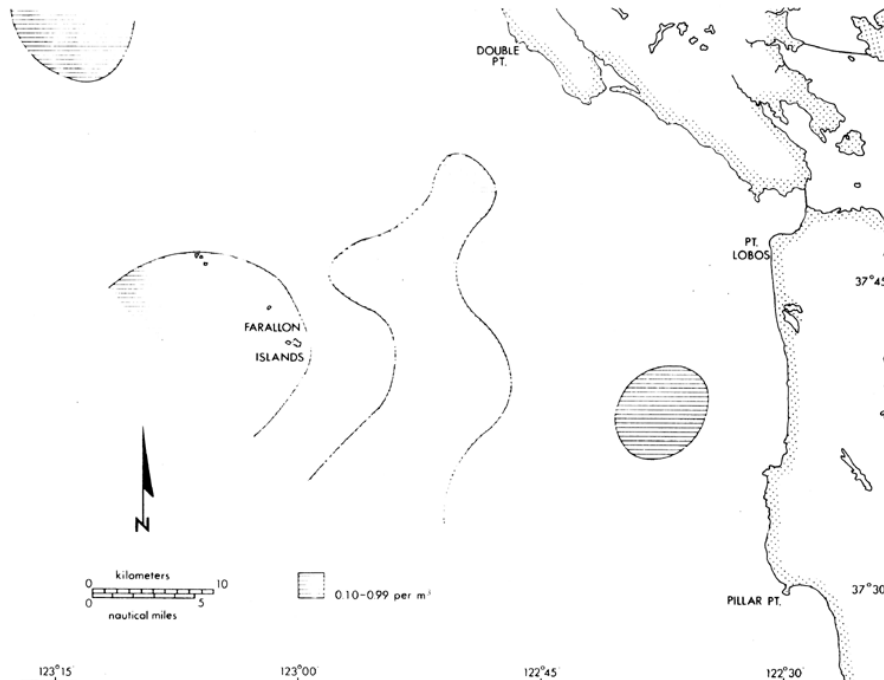 DOUBLE
PT.
PT.
LOBOS
37°45'
FARALLON
ISLANDS
N
kilometers
0 10
0 5
nautical miles
0.10-0.99 per m³
PILLAR PT.
37°30'
123°15' 123°00' 122°45' 122°30'